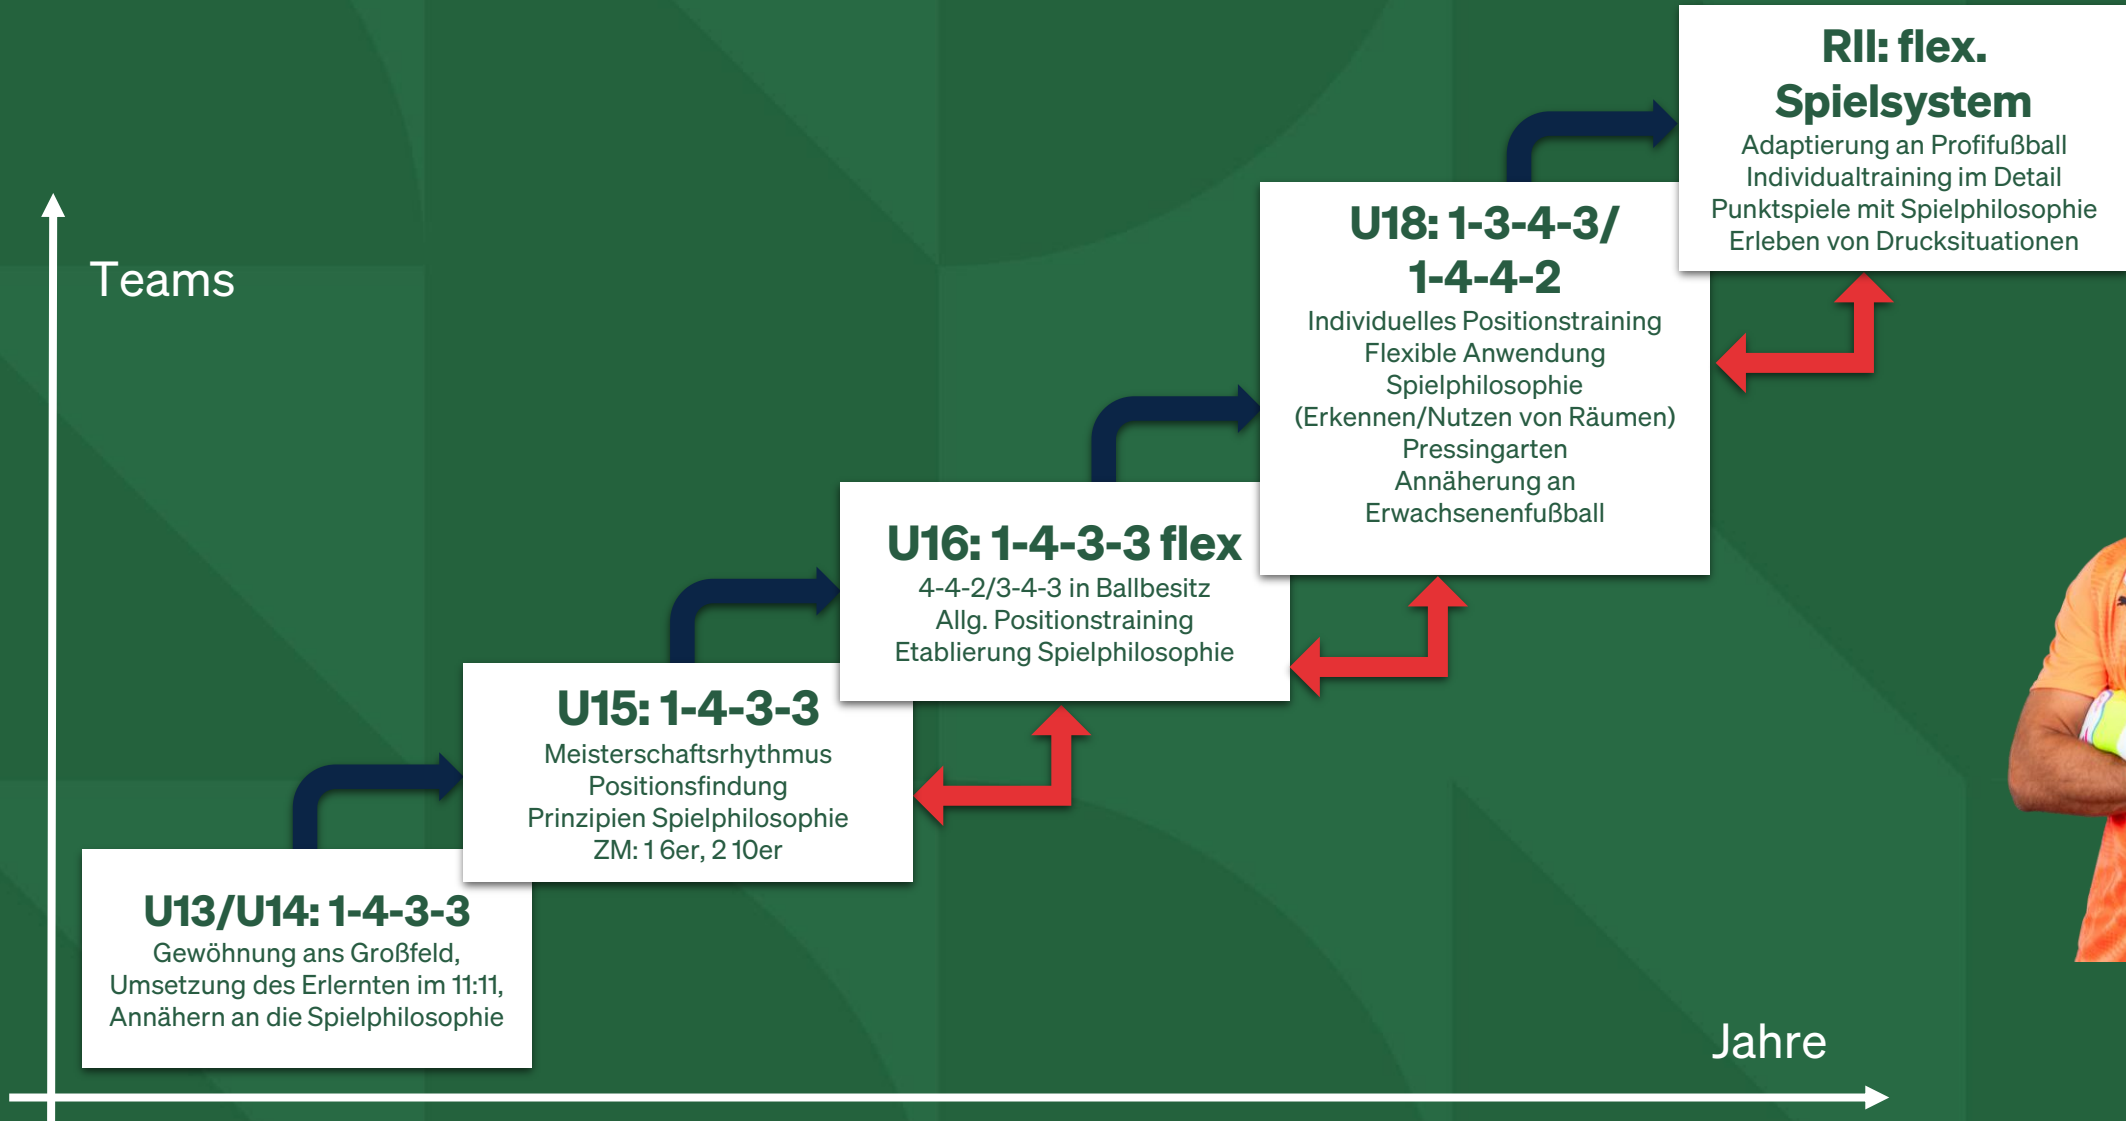 RII: flex.
Spielsystem
Adaptierung an Profifußball
Individualtraining im Detail
Punktspiele mit Spielphilosophie
Erleben von Drucksituationen
Teams
U18: 1-3-4-3/
1-4-4-2
Individuelles Positionstraining
Flexible Anwendung
Spielphilosophie
(Erkennen/Nutzen von Räumen)
Pressingarten
Annäherung an
Erwachsenenfußball
U16: 1-4-3-3 flex
4-4-2/3-4-3 in Ballbesitz
Allg. Positionstraining
Etablierung Spielphilosophie
U15: 1-4-3-3
Meisterschaftsrhythmus
Positionsfindung
Prinzipien Spielphilosophie
ZM: 1 6er, 2 10er
U13/U14: 1-4-3-3
Gewöhnung ans Großfeld,
Umsetzung des Erlernten im 11:11,
Annähern an die Spielphilosophie
Jahre